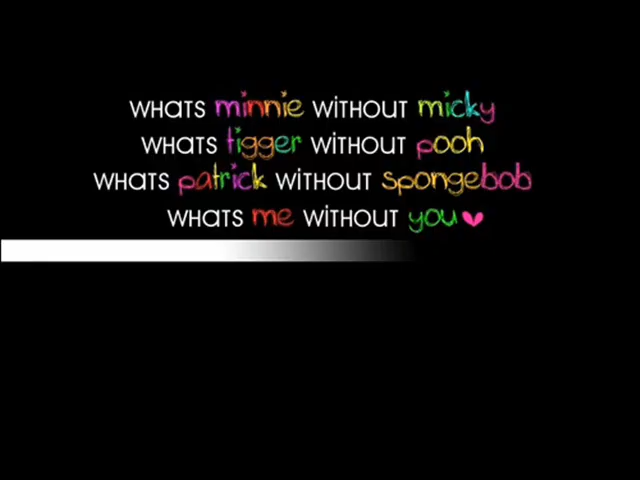 WHATS minnie WiTHOUT micky
WHATS tigger WiTHOUT pooh
WHATS patrick WiTHOUT spongebob
WHATS me WiTHOUT you